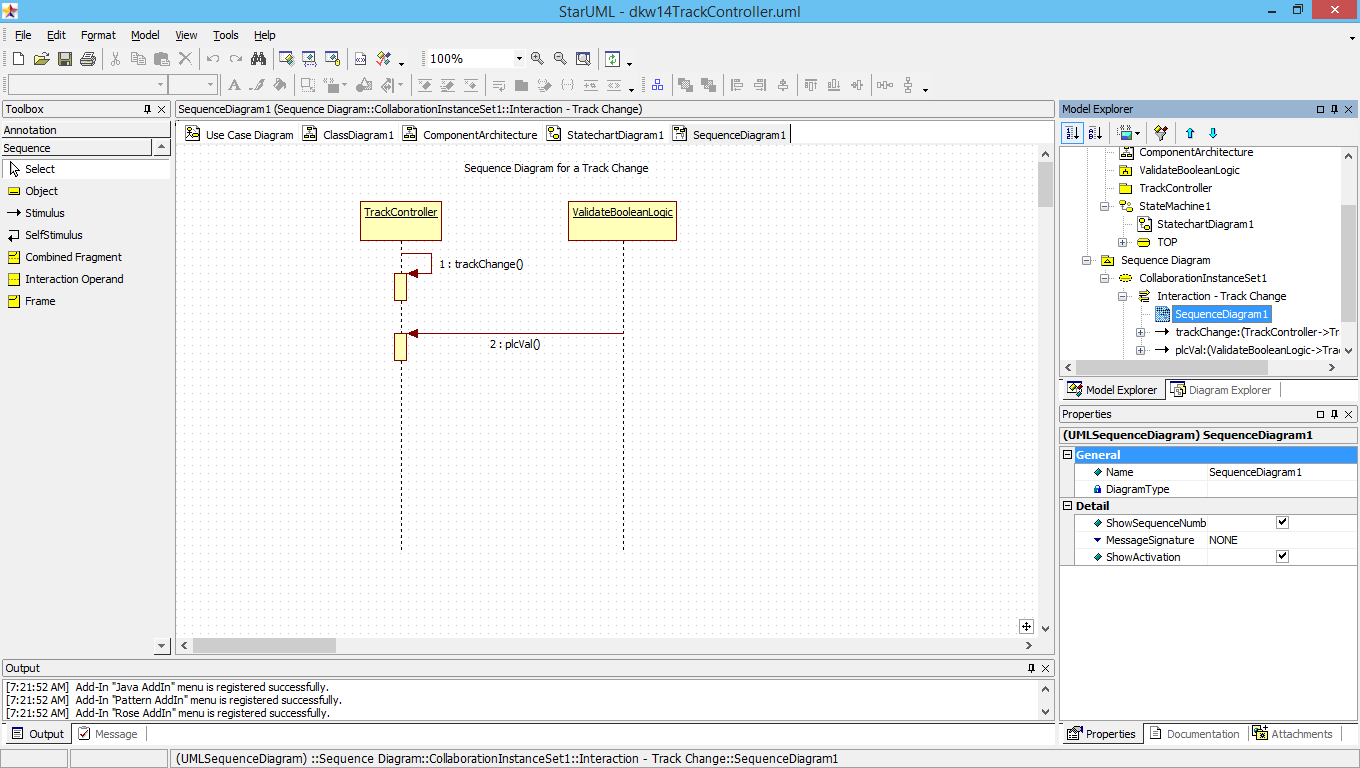 StarUML - dkw14TrackController.uml
File Edit Format Model View Tools Help
100%
Toolbox
Annotation
Sequence
Select
Object
Stimulus
SelfStimulus
Combined Fragment
Interaction Operand
Frame
SequenceDiagram1 (Sequence Diagram::CollaborationInstanceSet1::Interaction - Track Change)
Use Case Diagram ClassDiagram1 ComponentArchitecture StatechartDiagram1 SequenceDiagram1
Sequence Diagram for a Track Change
TrackController ValidateBooleanLogic
1 : trackChange()
2 : plcVal()
Model Explorer
ComponentArchitecture
ValidateBooleanLogic
TrackController
StateMachine1
StatechartDiagram1
TOP
Sequence Diagram
CollaborationInstanceSet1
Interaction - Track Change
SequenceDiagram1
trackChange:(TrackController->Tr
plcVal:(ValidateBooleanLogic->Tra
Model Explorer Diagram Explorer
Properties
(UMLSequenceDiagram) SequenceDiagram1
General
Name SequenceDiagram1
DiagramType
Detail
ShowSequenceNumb
MessageSignature NONE
ShowActivation
Output
[7:21:52 AM] Add-In "Java AddIn" menu is registered successfully.
[7:21:52 AM] Add-In "Pattern AddIn" menu is registered successfully.
[7:21:52 AM] Add-In "Rose AddIn" menu is registered successfully.
Output Message
Properties Documentation Attachments
(UMLSequenceDiagram) ::Sequence Diagram::CollaborationInstanceSet1::Interaction - Track Change::SequenceDiagram1